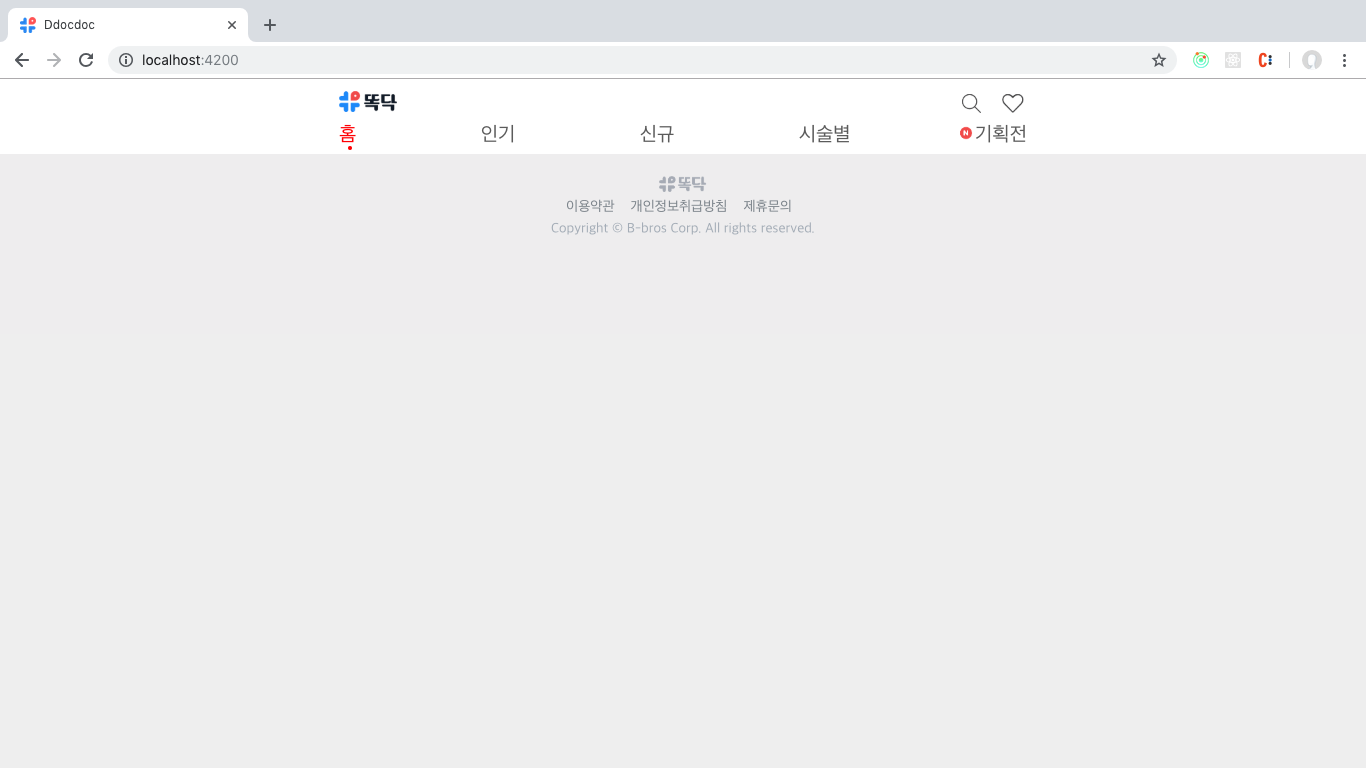 Ddocdoc
localhost:4200
똑닥
홈 인기 신규 시술별 N 기획전
똑닥
이용약관 개인정보취급방침 제휴문의
Copyright © B-bros Corp. All rights reserved.